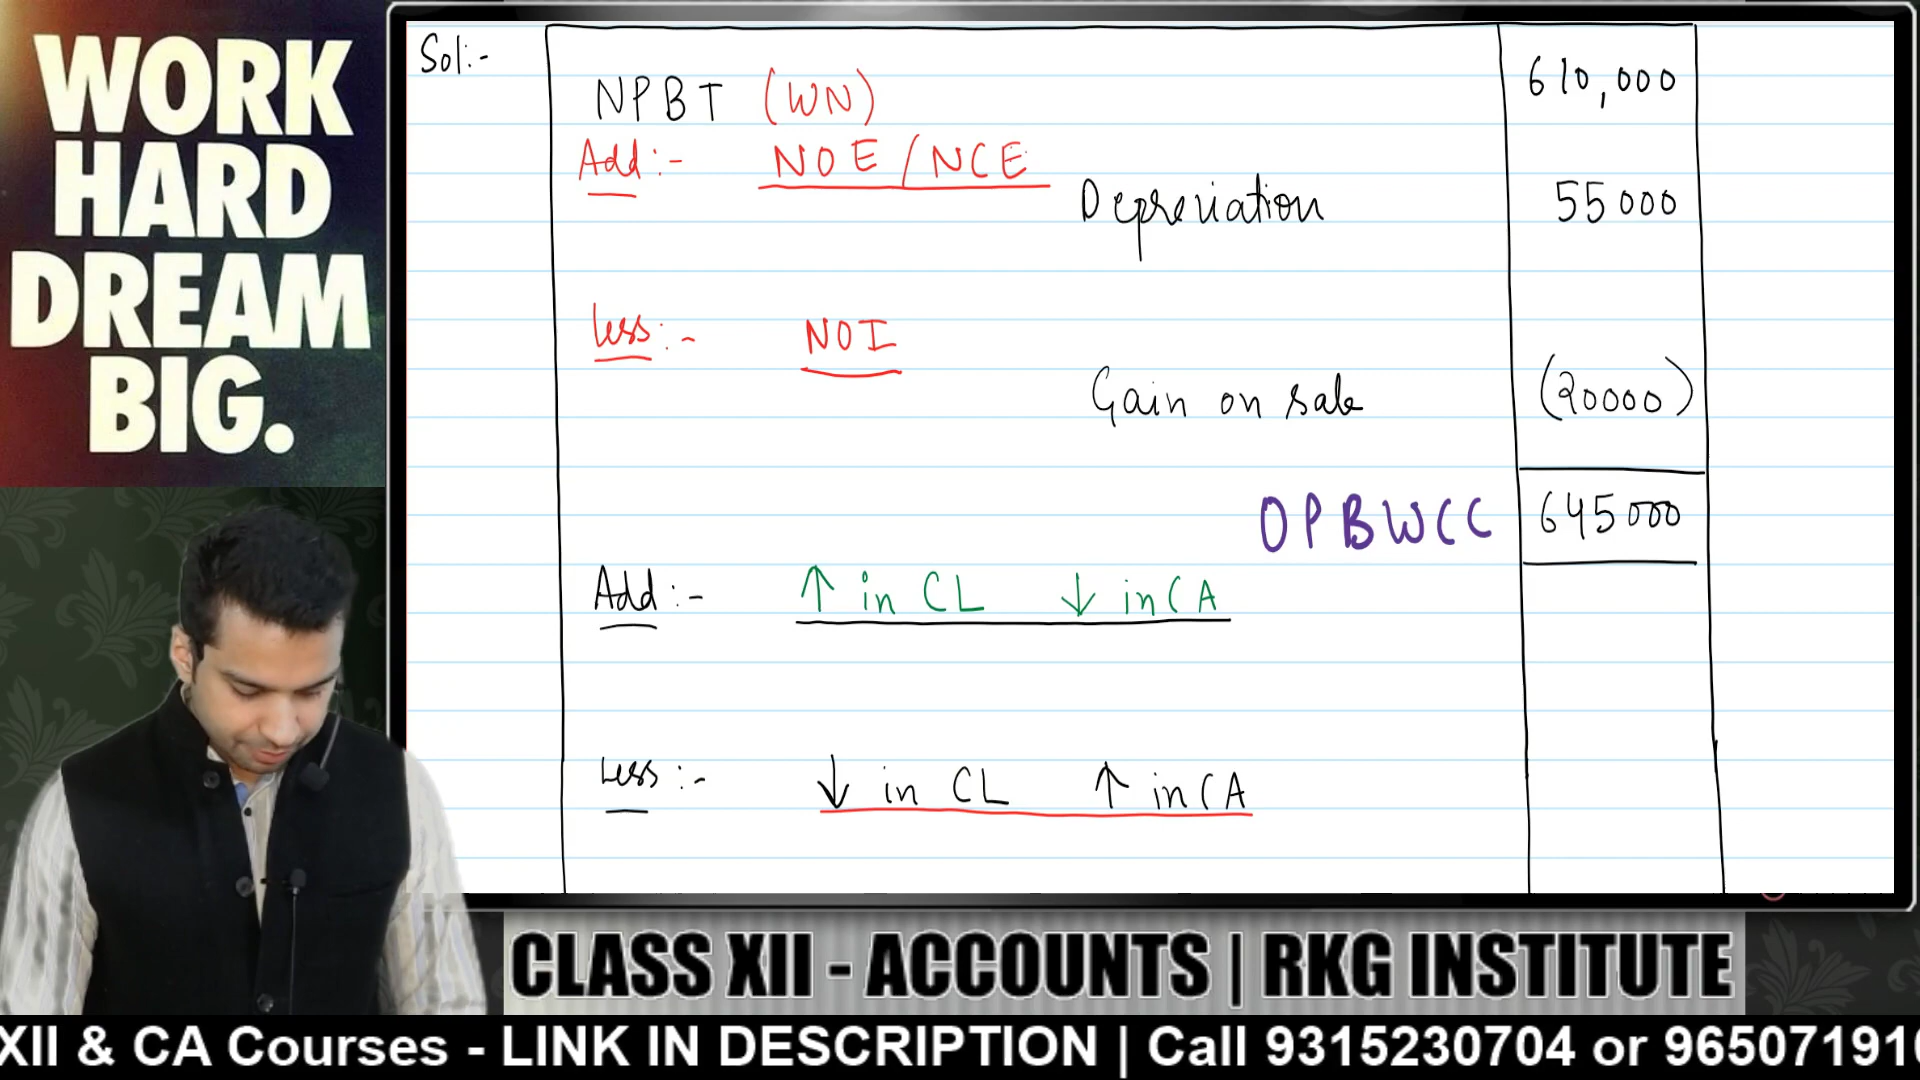 WORK
HARD
DREAM
BIG.
Sol:-
NPBT (WN) 610,000
Add:- NOE/NCE
Depreciation 55000
Less:- NOI
Gain on sale (20000)
OPBWCC 645000
Add:- ↑ in CL ↓ in CA
Less:- ↓ in CL ↑ in CA
CLASS XII - ACCOUNTS | RKG INSTITUTE
XII & CA Courses - LINK IN DESCRIPTION | Call 9315230704 or 965071910